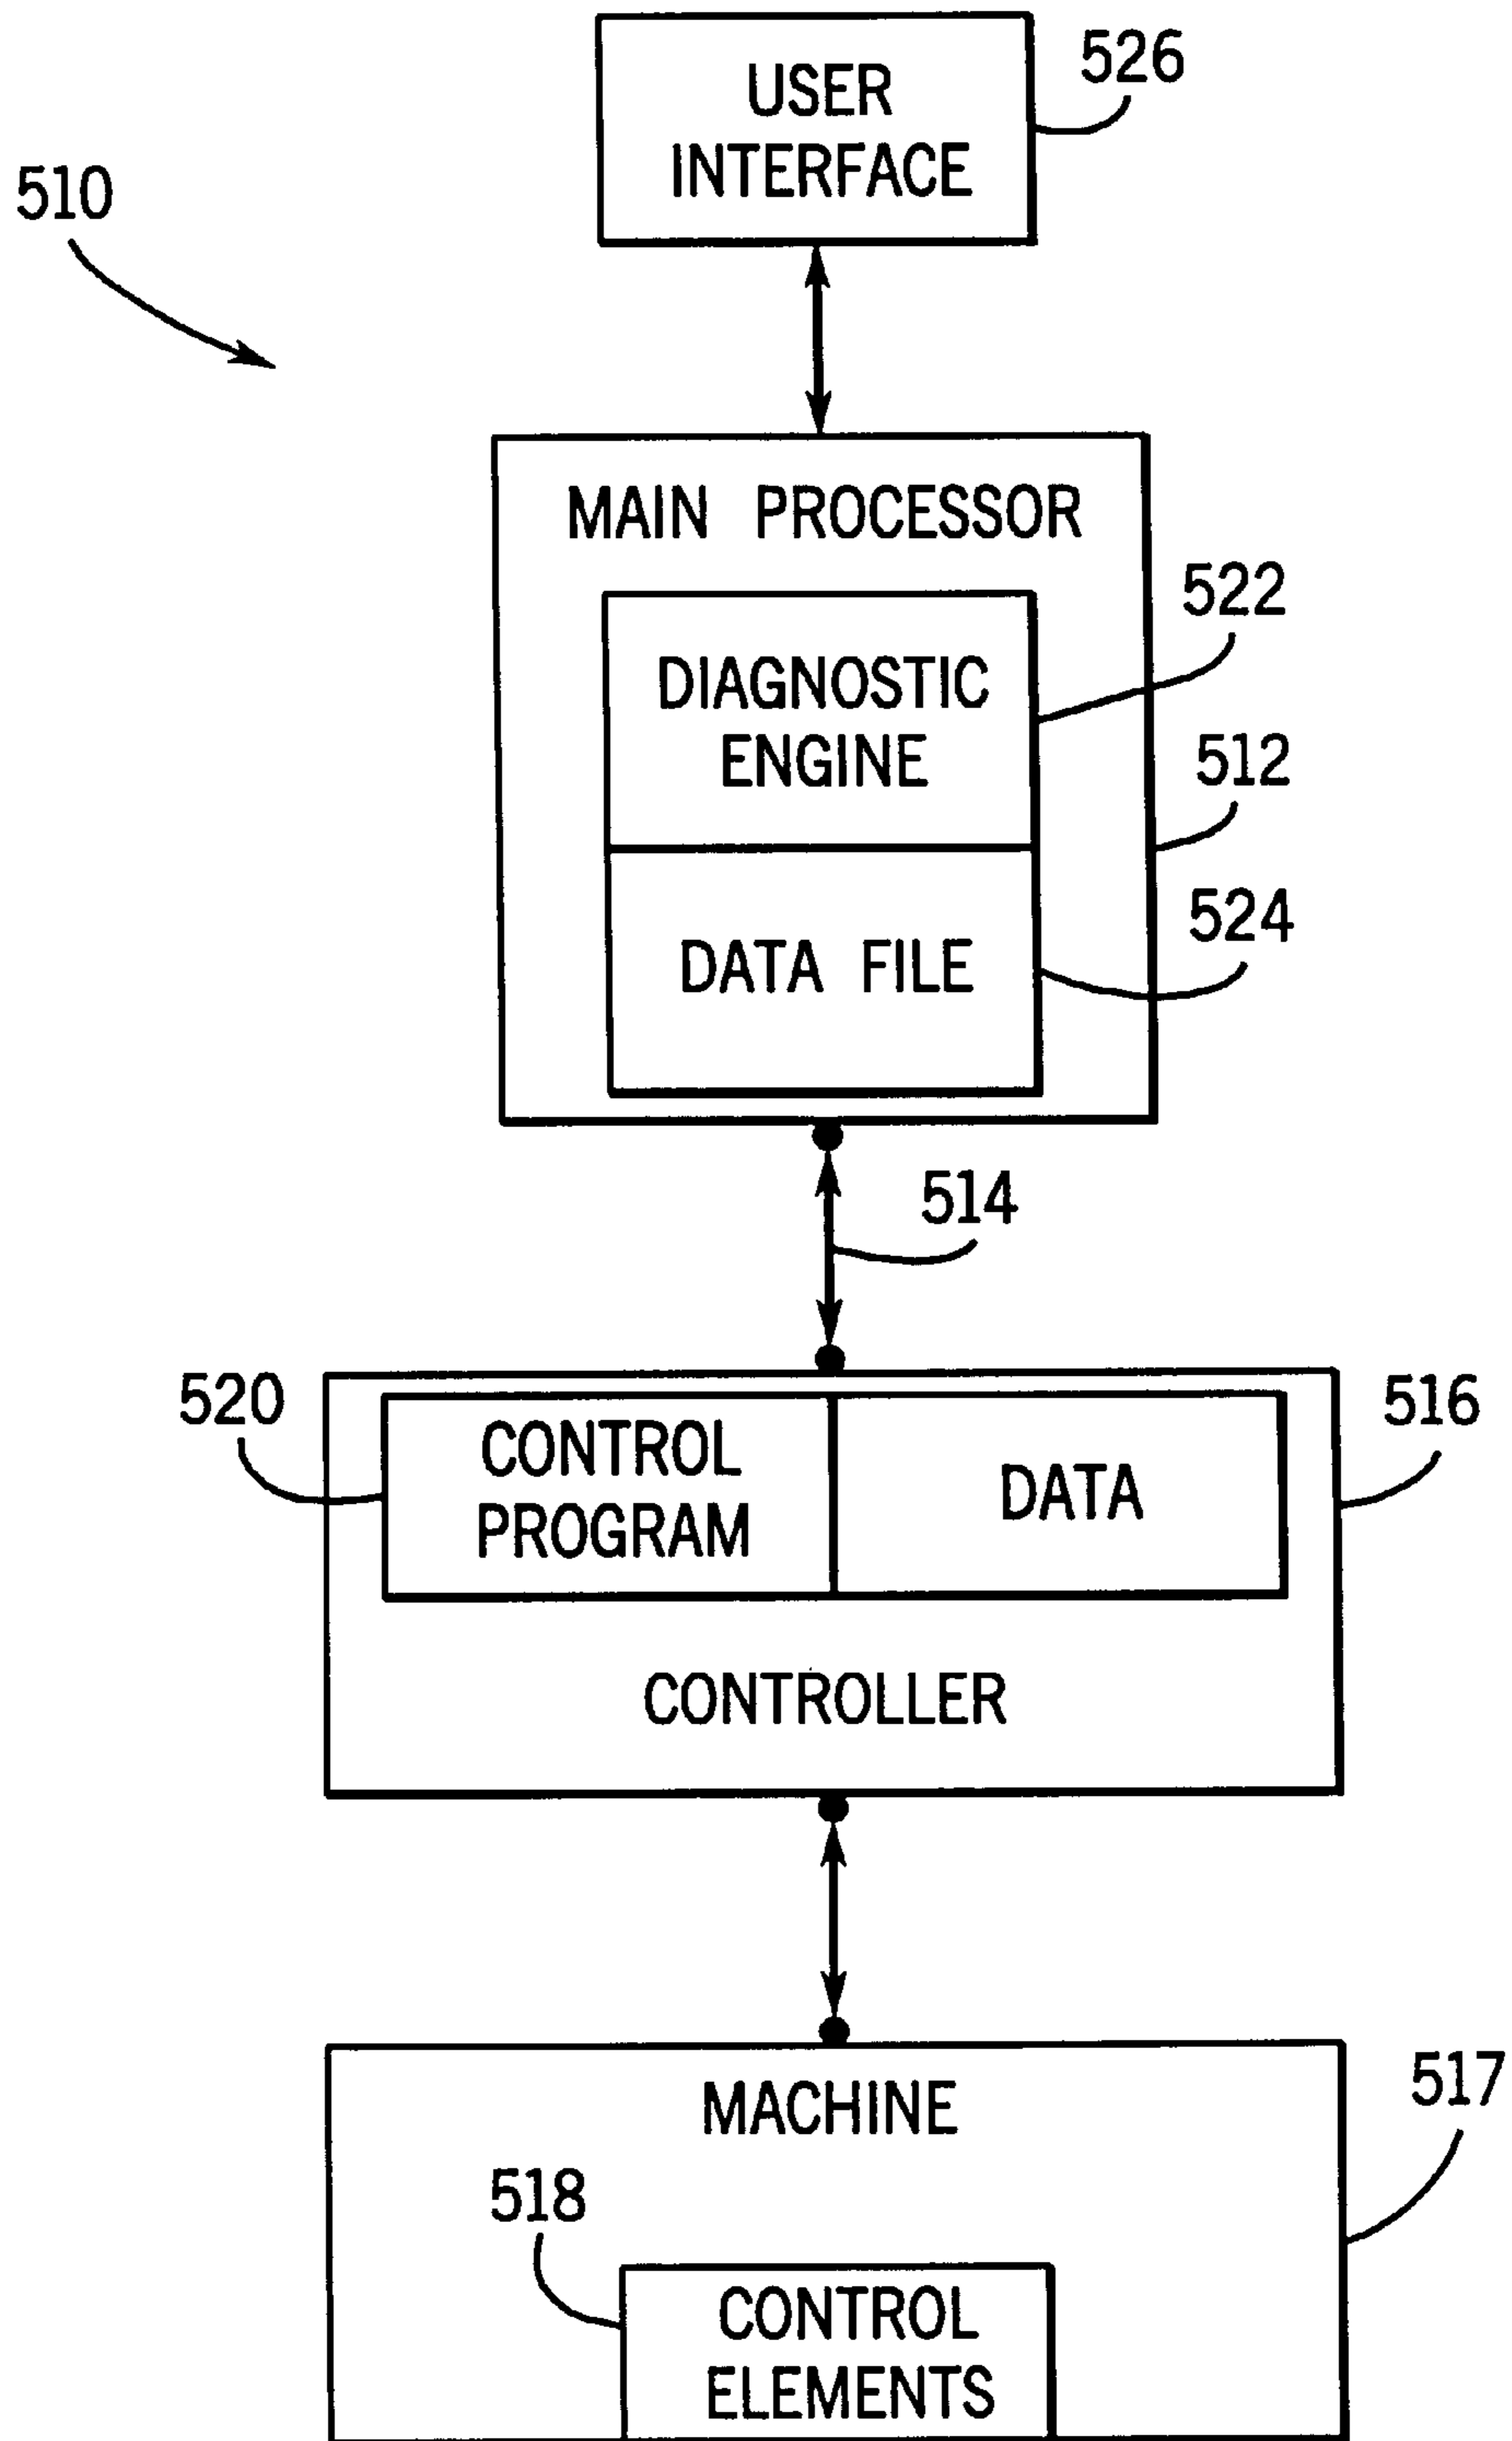 USER
INTERFACE
526
510
MAIN PROCESSOR
522
DIAGNOSTIC
ENGINE
512
524
DATA FILE
514
520
516
CONTROL
PROGRAM
DATA
CONTROLLER
MACHINE
517
518
CONTROL
ELEMENTS